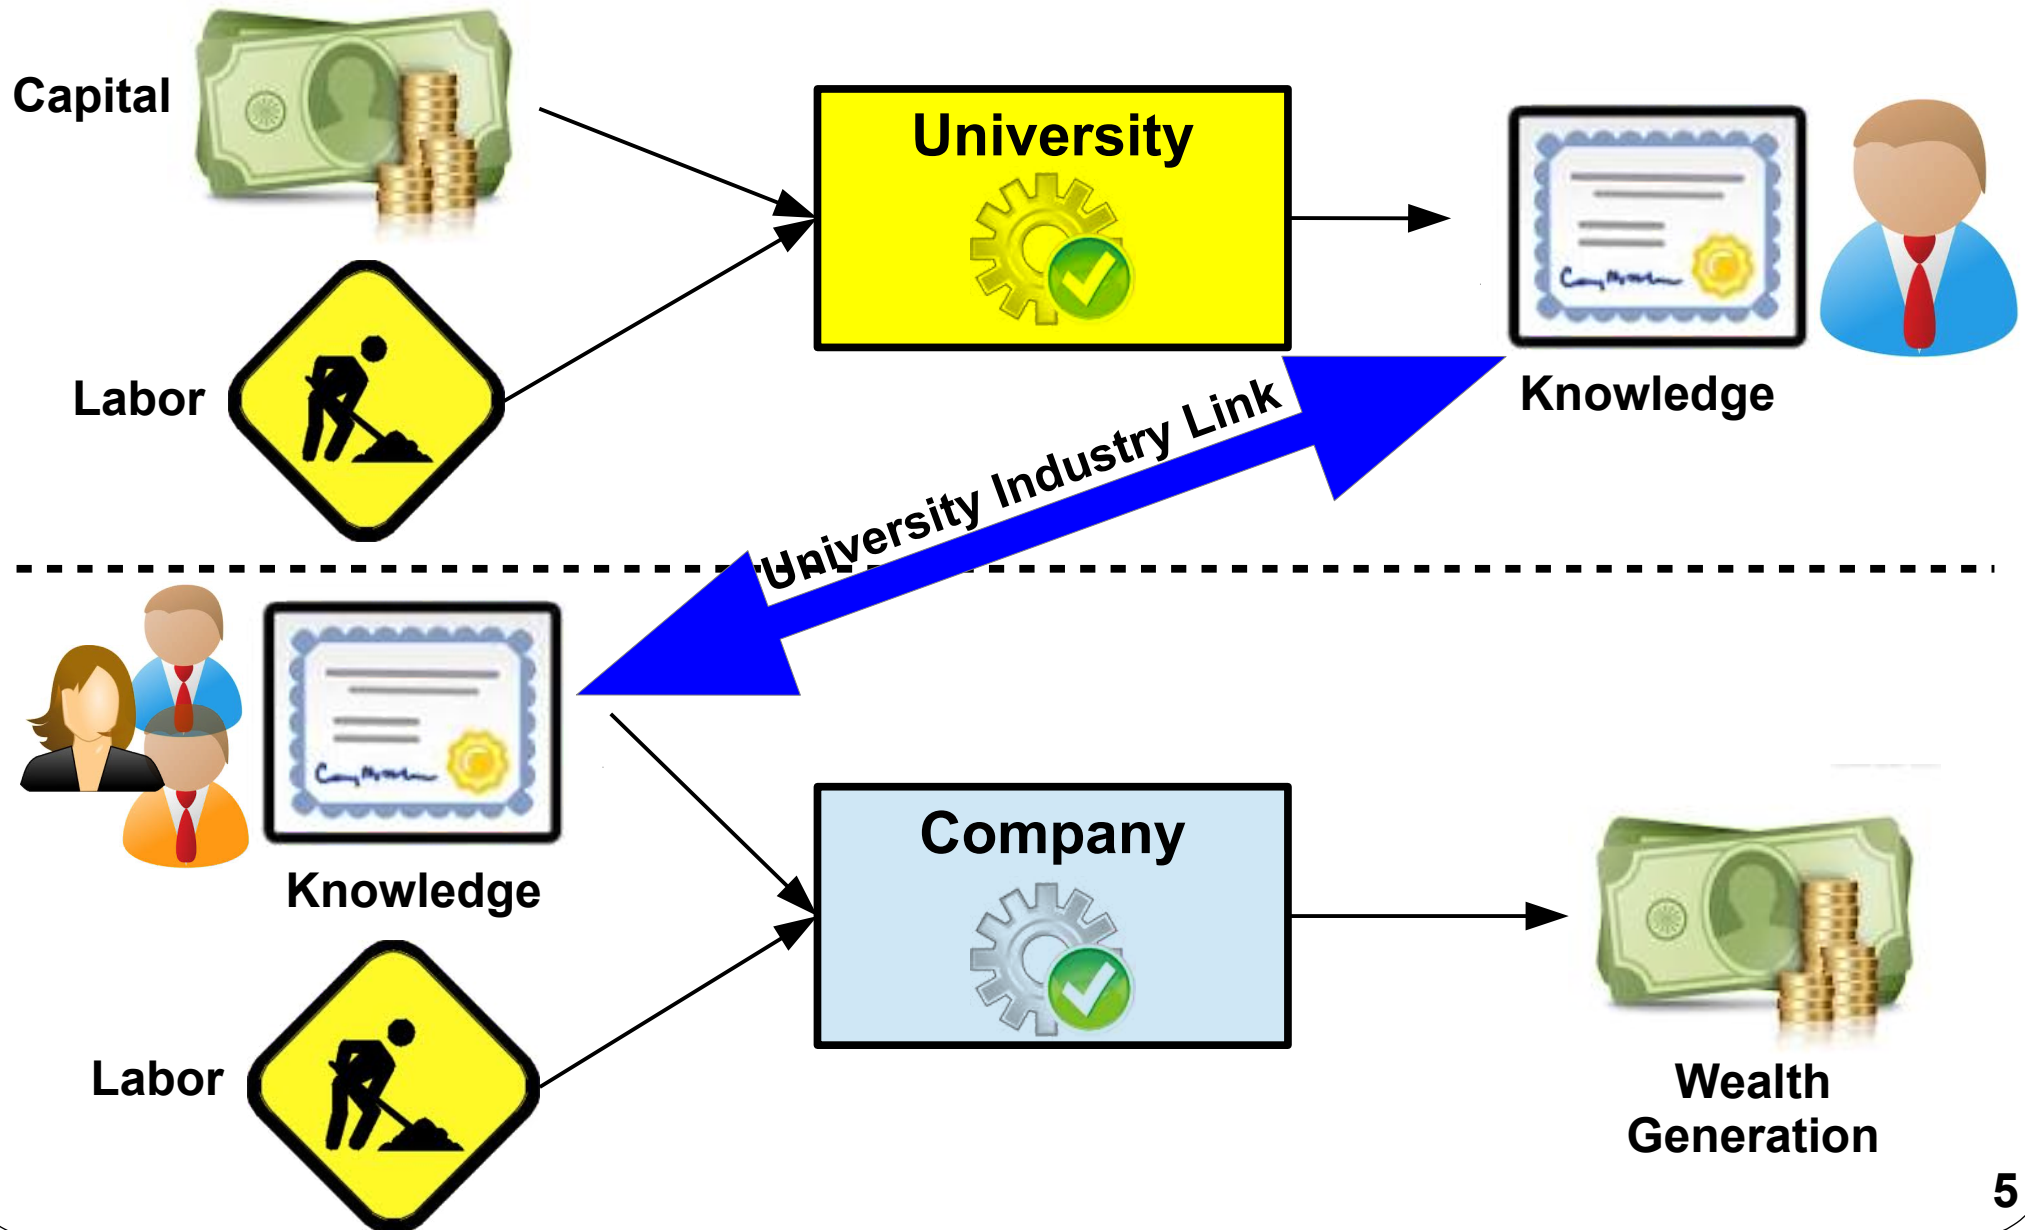 Capital
University
Labor
Knowledge
University Industry Link
Knowledge
Company
Labor
Wealth
Generation
5